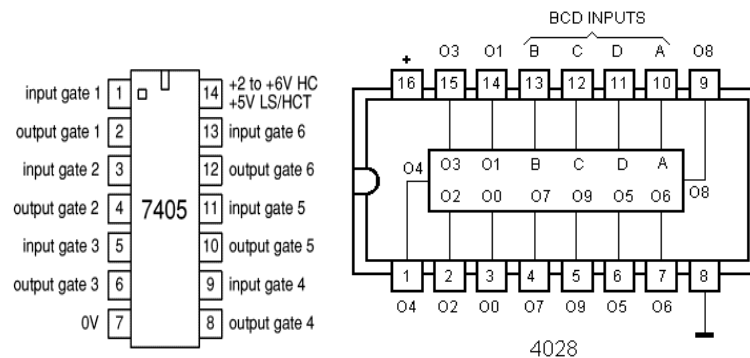 input gate 1 1 14 +2 to +6V HC
+5V LS/HCT
output gate 1 2 13 input gate 6
input gate 2 3 12 output gate 6
output gate 2 4 7405 11 input gate 5
input gate 3 5 10 output gate 5
output gate 3 6 9 input gate 4
0V 7 8 output gate 4
BCD INPUTS
+ O3 O1 B C D A O8
16 15 14 13 12 11 10 9
O4 O3 O1 B C D A
O2 O0 O7 O9 O5 O6 O8
1 2 3 4 5 6 7 8
O4 O2 O0 O7 O9 O5 O6
4028